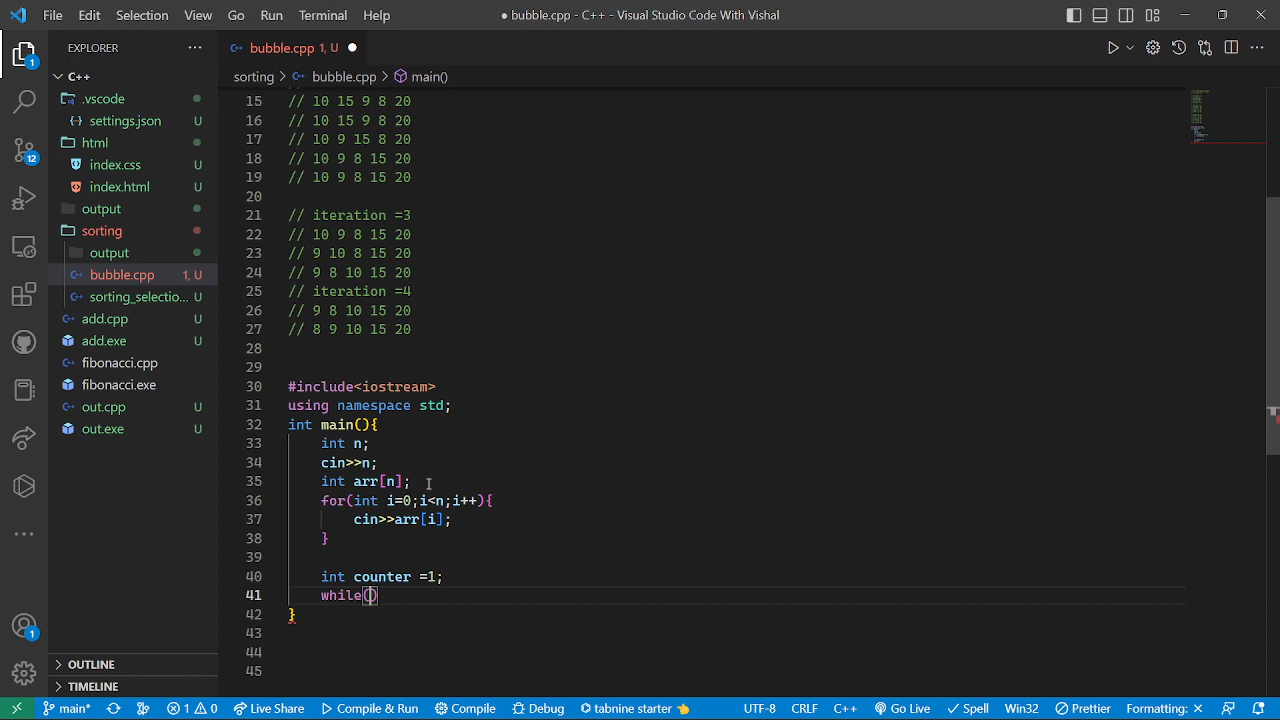 File Edit Selection View Go Run Terminal Help
● bubble.cpp - C++ - Visual Studio Code With Vishal
EXPLORER
bubble.cpp 1, U
C++
sorting > bubble.cpp > main()
.vscode
settings.json U
html
index.css U
index.html U
output
sorting
output
bubble.cpp 1, U
sorting_selectio... U
add.cpp U
add.exe U
fibonacci.cpp
fibonacci.exe
out.cpp U
out.exe U
OUTLINE
TIMELINE
1
12
1
15 // 10 15 9 8 20
16 // 10 15 9 8 20
17 // 10 9 15 8 20
18 // 10 9 8 15 20
19 // 10 9 8 15 20
20
21 // iteration =3
22 // 10 9 8 15 20
23 // 9 10 8 15 20
24 // 9 8 10 15 20
25 // iteration =4
26 // 9 8 10 15 20
27 // 8 9 10 15 20
28
29
30 #include<iostream>
31 using namespace std;
32 int main(){
33 int n;
34 cin>>n;
35 int arr[n];
36 for(int i=0;i<n;i++){
37 cin>>arr[i];
38 }
39
40 int counter =1;
41 while()
42 }
43
44
45
main* 1 0 Live Share Compile & Run Compile Debug tabnine starter 👈 UTF-8 CRLF C++ Go Live Spell Win32 Prettier Formating: ✕